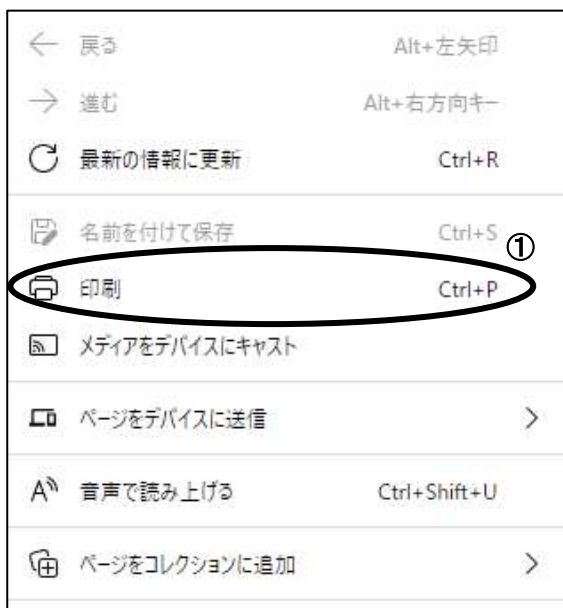 戻る Alt+左矢印
進む Alt+右方向キー
最新の情報に更新 Ctrl+R
名前を付けて保存 Ctrl+S
①
印刷 Ctrl+P
メディアをデバイスにキャスト
ページをデバイスに送信
音声で読み上げる Ctrl+Shift+U
ページをコレクションに追加